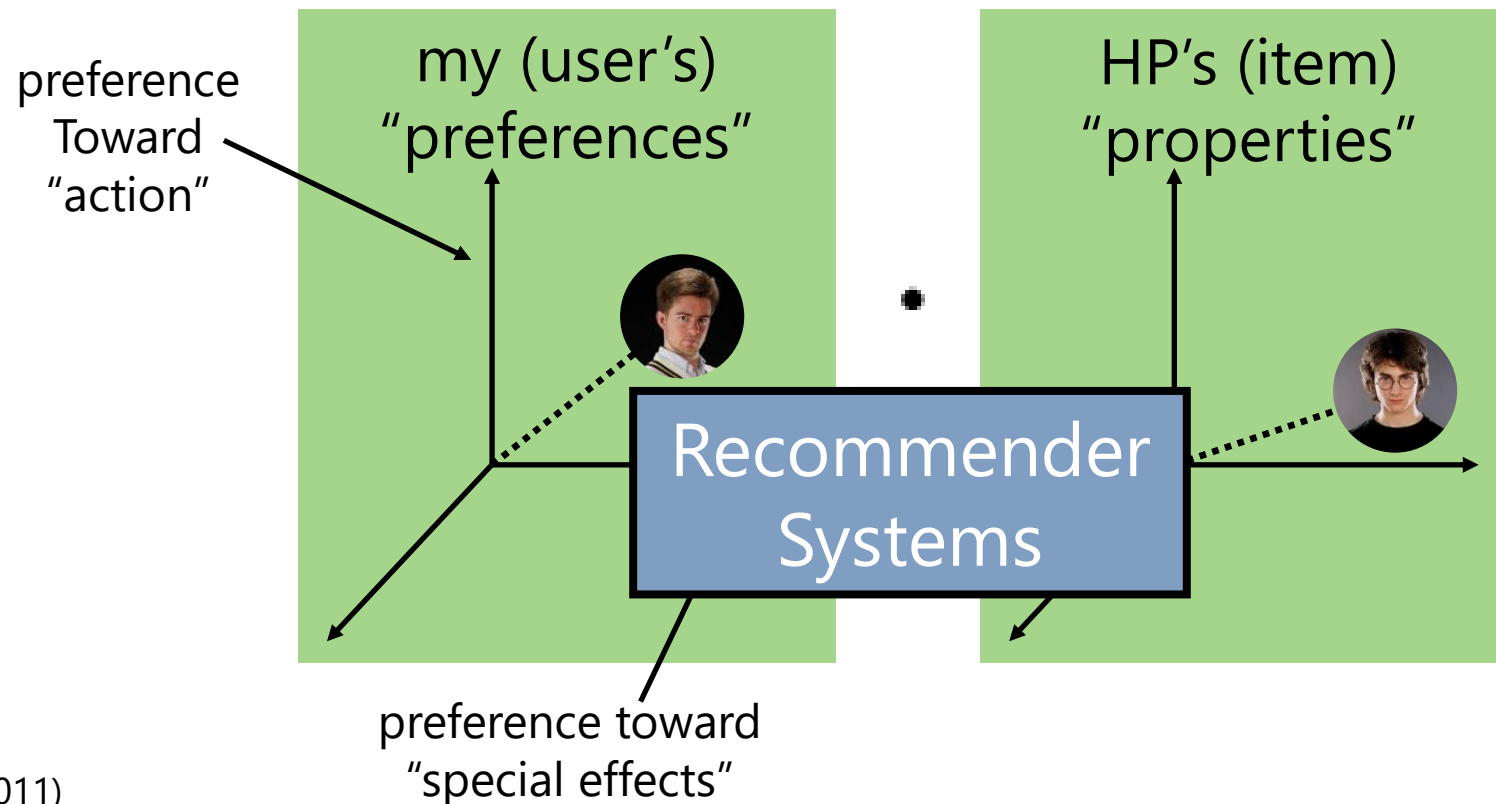 preference
Toward
“action”
my (user’s)
“preferences”
HP’s (item)
“properties”
Recommender
Systems
preference toward
“special effects”
011)